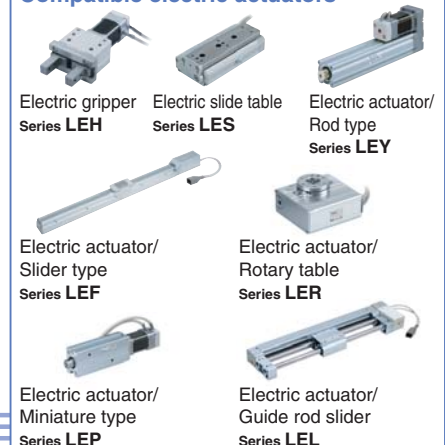 Compatible electric actuators
Electric gripper
Series LEH
Electric slide table
Series LES
Electric actuator/
Rod type
Series LEY
Electric actuator/
Slider type
Series LEF
Electric actuator/
Rotary table
Series LER
Electric actuator/
Miniature type
Series LEP
Electric actuator/
Guide rod slider
Series LEL